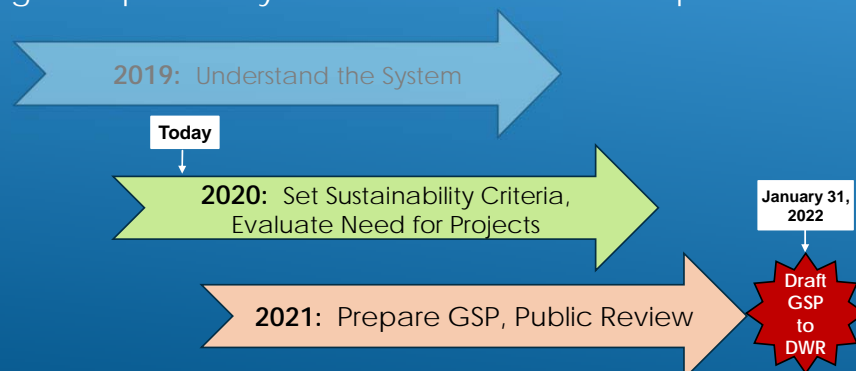 2019: Understand the System
Today
2020: Set Sustainability Criteria,
Evaluate Need for Projects
January 31,
2022
2021: Prepare GSP, Public Review
Draft
GSP
to
DWR